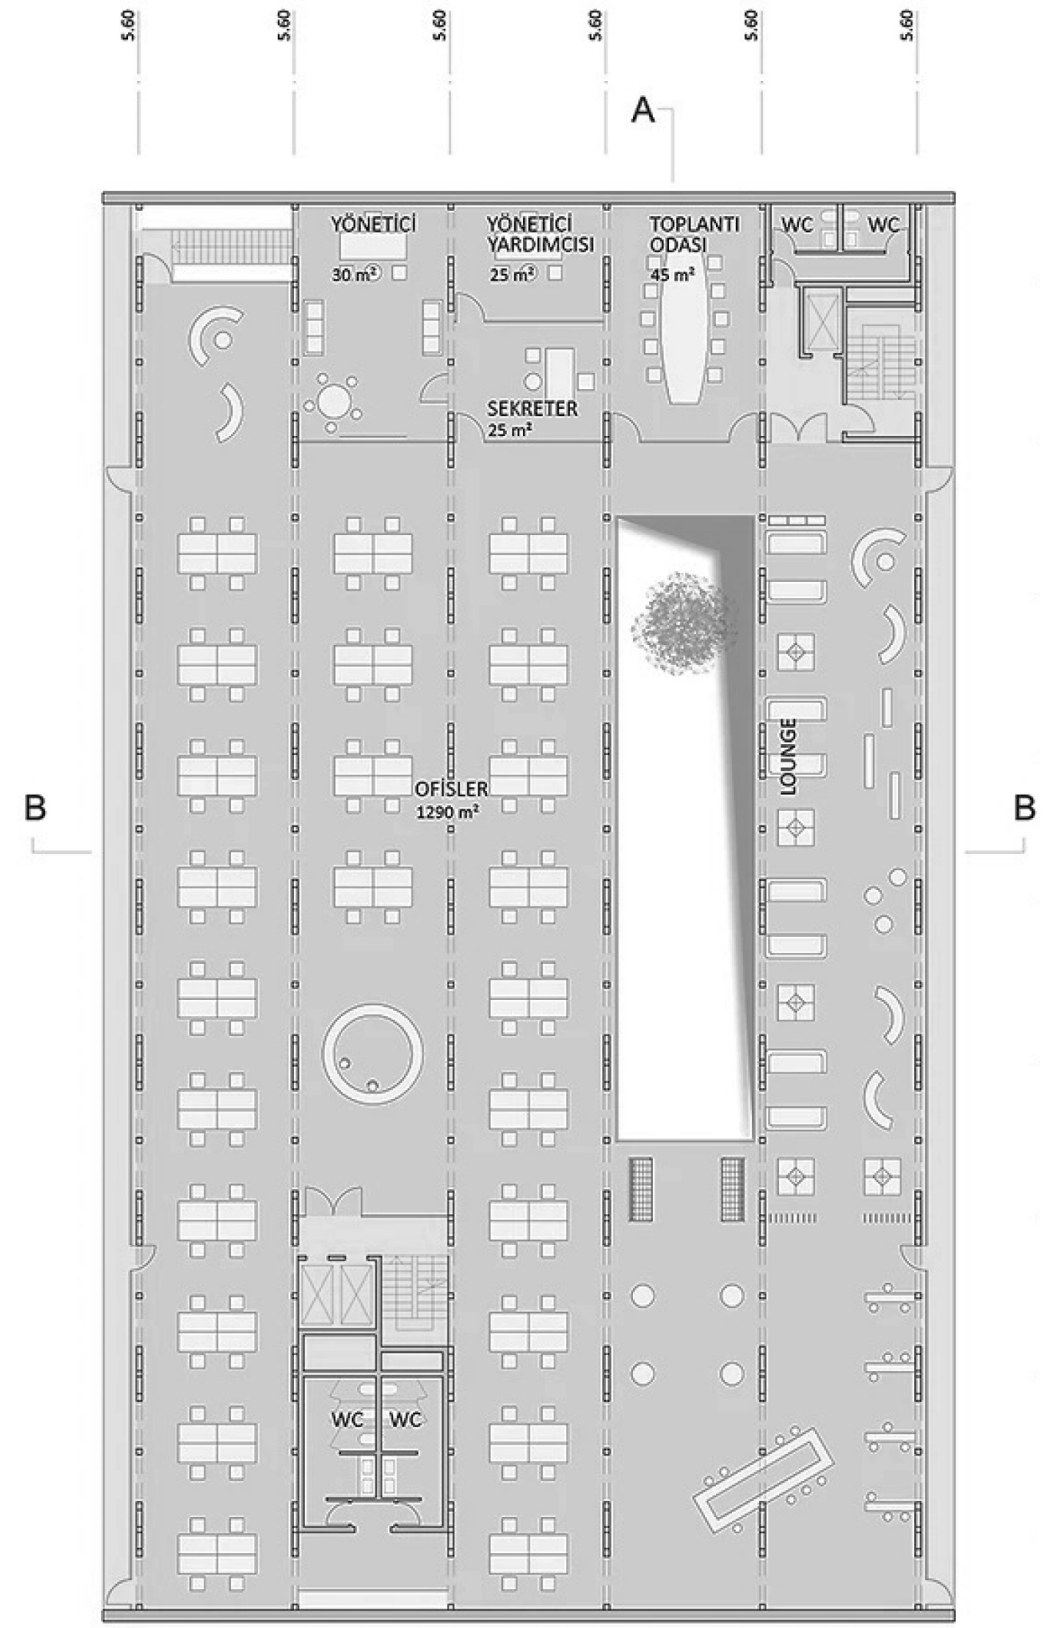 5.60
5.60
5.60
5.60
5.60
5.60
A
YÖNETİCİ
30 m²
YÖNETİCİ
YARDIMCISI
25 m²
TOPLANTI
ODASI
45 m²
WC
WC
SEKRETER
25 m²
LOUNGE
OFİSLER
1290 m²
B
B
WC
WC